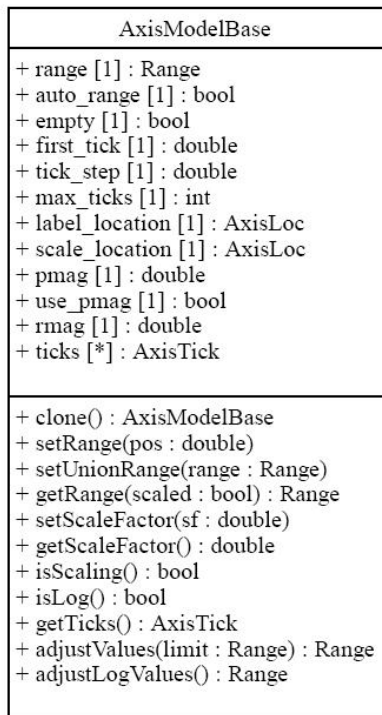 AxisModelBase
+ range [1] : Range
+ auto_range [1] : bool
+ empty [1] : bool
+ first_tick [1] : double
+ tick_step [1] : double
+ max_ticks [1] : int
+ label_location [1] : AxisLoc
+ scale_location [1] : AxisLoc
+ pmag [1] : double
+ use_pmag [1] : bool
+ rmag [1] : double
+ ticks [*] : AxisTick
+ clone() : AxisModelBase
+ setRange(pos : double)
+ setUnionRange(range : Range)
+ getRange(scaled : bool) : Range
+ setScaleFactor(sf : double)
+ getScaleFactor() : double
+ isScaling() : bool
+ isLog() : bool
+ getTicks() : AxisTick
+ adjustValues(limit : Range) : Range
+ adjustLogValues() : Range